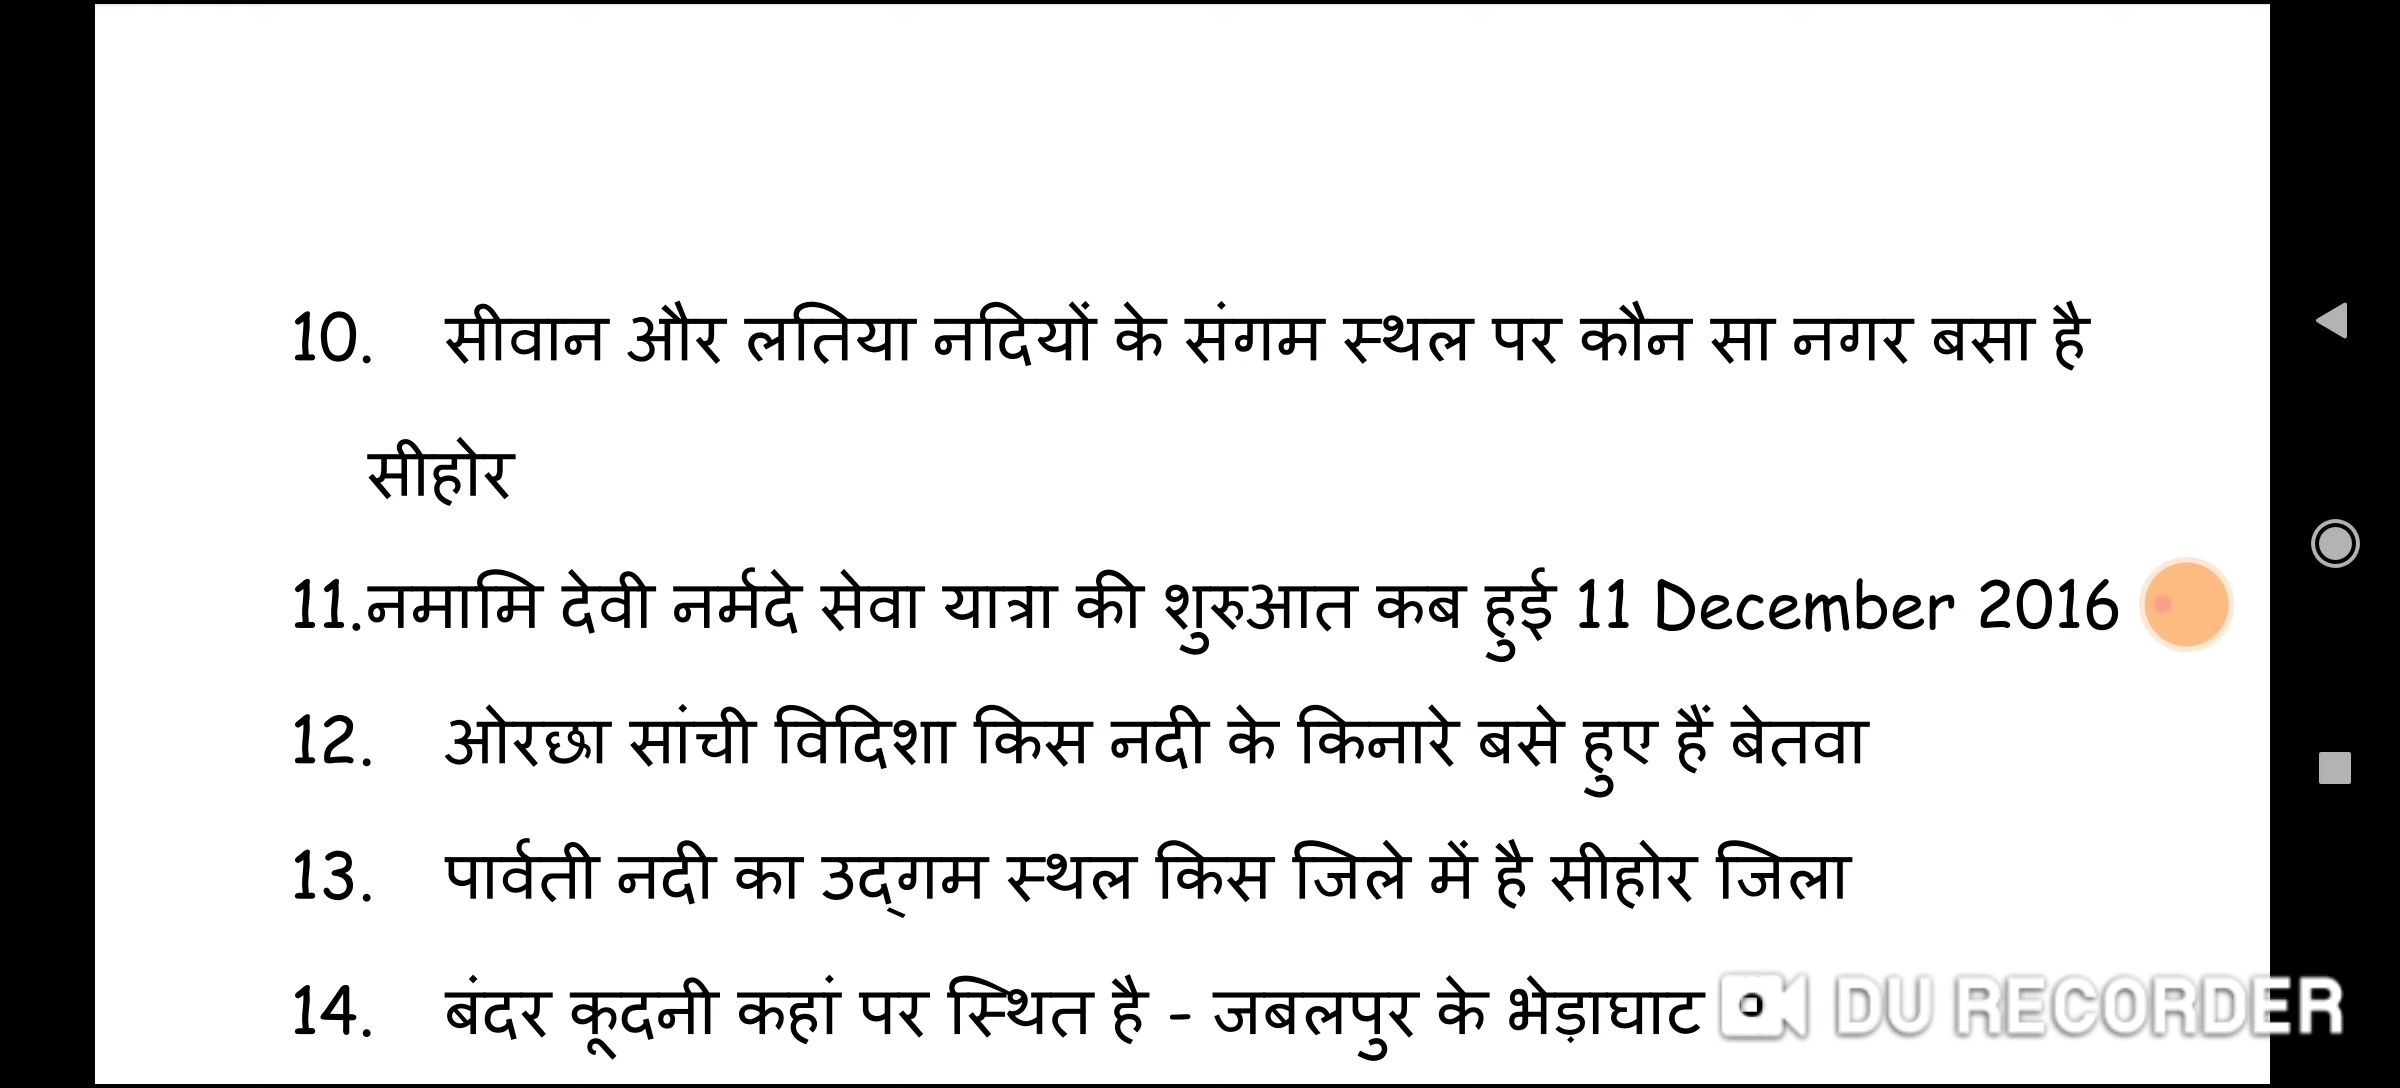 10. सीवान और लतिया नदियों के संगम स्थल पर कौन सा नगर बसा है
सीहोर
11.नमामि देवी नर्मदे सेवा यात्रा की शुरुआत कब हुई 11 December 2016
12. ओरछा सांची विदिशा किस नदी के किनारे बसे हुए हैं बेतवा
13. पार्वती नदी का उद्‌गम स्थल किस जिले में है सीहोर जिला
14. बंदर कूदनी कहां पर स्थित है - जबलपुर के भेड़ाघाट
DU RECORDER